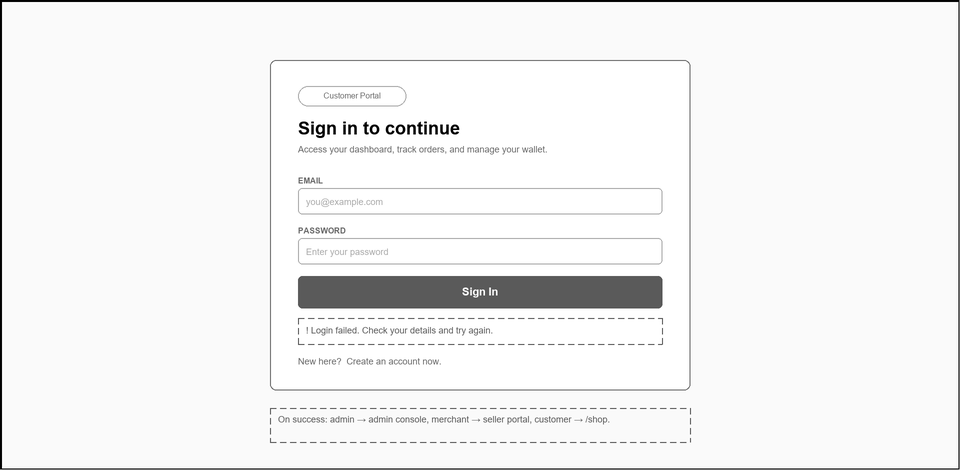 Customer Portal
Sign in to continue
Access your dashboard, track orders, and manage your wallet.
EMAIL
you@example.com
PASSWORD
Enter your password
Sign In
! Login failed. Check your details and try again.
New here? Create an account now.
On success: admin → admin console, merchant → seller portal, customer → /shop.